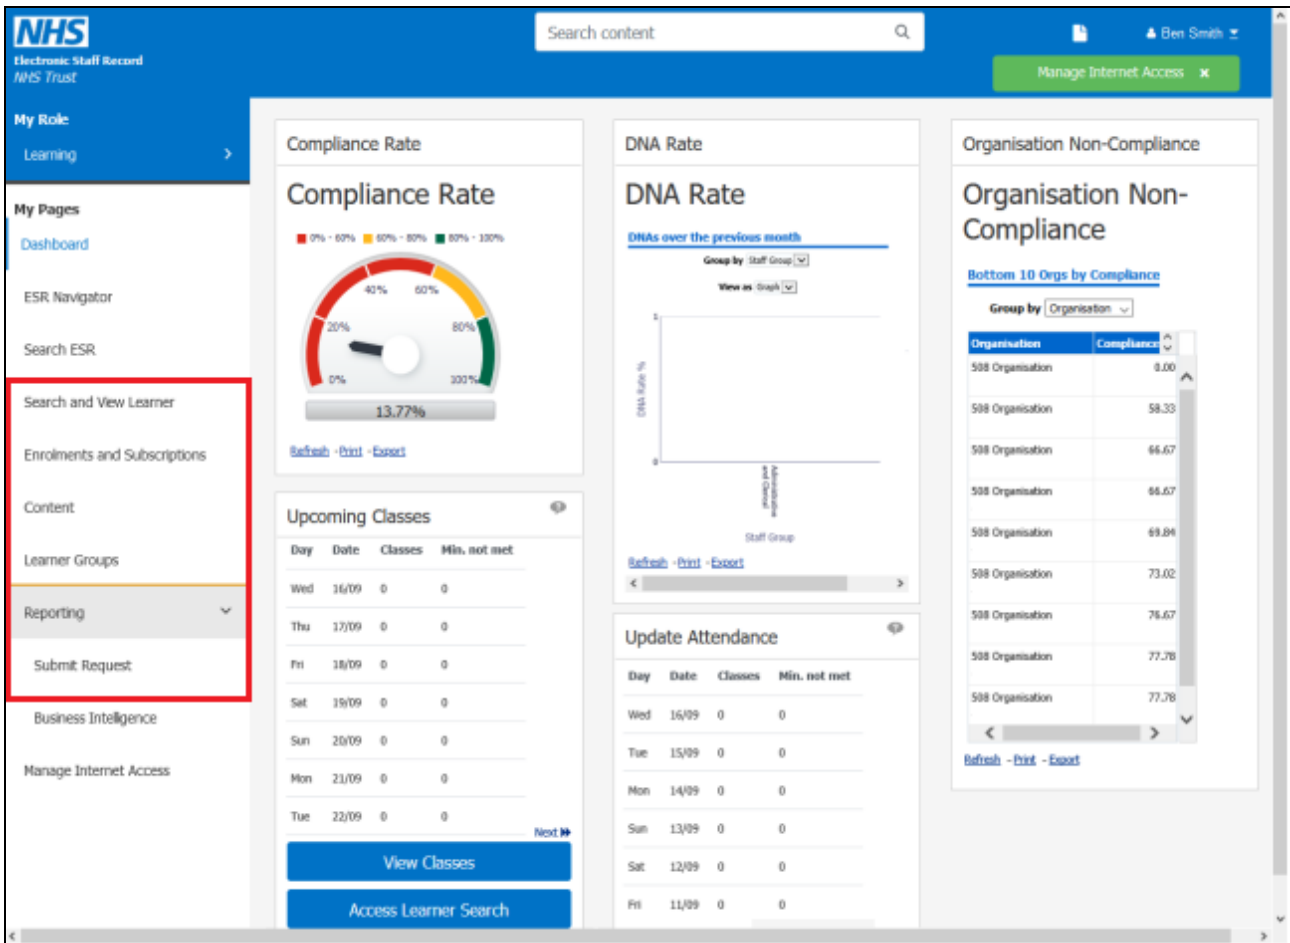 NHS
Electronic Staff Record
NHS Trust
Search content
Ben Smith
Manage Internet Access ×
My Role
Learning
My Pages
Dashboard
ESR Navigator
Search ESR
Search and View Learner
Enrolments and Subscriptions
Content
Learner Groups
Reporting
Submit Request
Business Intelligence
Manage Internet Access
Compliance Rate
Compliance Rate
0% - 60% 60% - 80% 80% - 100%
40% 60%
20% 80%
0% 100%
13.77%
Refresh - Print - Export
Upcoming Classes
Day Date Classes Min. not met
Wed 16/09 0 0
Thu 17/09 0 0
Fri 18/09 0 0
Sat 19/09 0 0
Sun 20/09 0 0
Mon 21/09 0 0
Tue 22/09 0 0
Next
View Classes
Access Learner Search
DNA Rate
DNA Rate
DNAs over the previous month
Group by Staff Group
View as Graph
DNA Rate %
0
Administrative
and Clerical
Staff Group
Refresh - Print - Export
Update Attendance
Day Date Classes Min. not met
Wed 16/09 0 0
Tue 15/09 0 0
Mon 14/09 0 0
Sun 13/09 0 0
Sat 12/09 0 0
Fri 11/09 0 0
Organisation Non-Compliance
Organisation Non-
Compliance
Bottom 10 Orgs by Compliance
Group by Organisation
Organisation Compliance
508 Organisation 0.00
508 Organisation 58.33
508 Organisation 66.67
508 Organisation 66.67
508 Organisation 69.84
508 Organisation 73.02
508 Organisation 76.67
508 Organisation 77.78
508 Organisation 77.78
Refresh - Print - Export